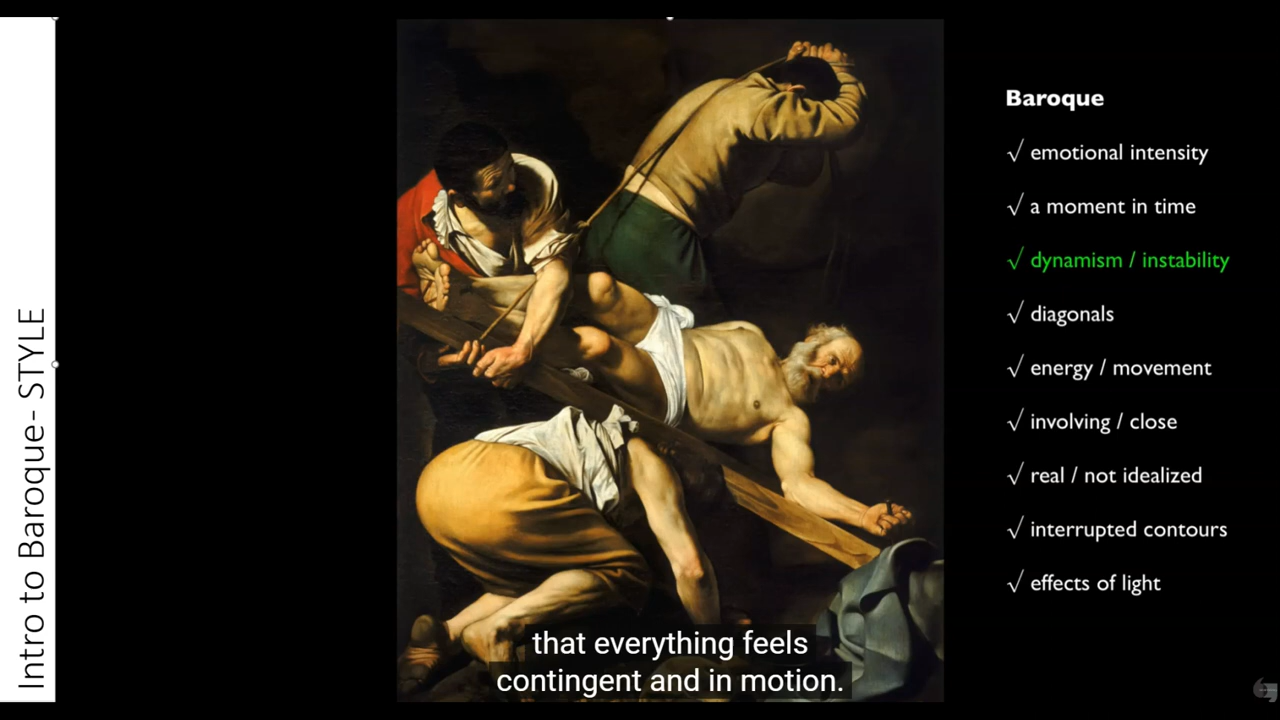 Intro to Baroque- STYLE
Baroque
√ emotional intensity
√ a moment in time
√ dynamism / instability
√ diagonals
√ energy / movement
√ involving / close
√ real / not idealized
√ interrupted contours
√ effects of light
that everything feels
contingent and in motion.